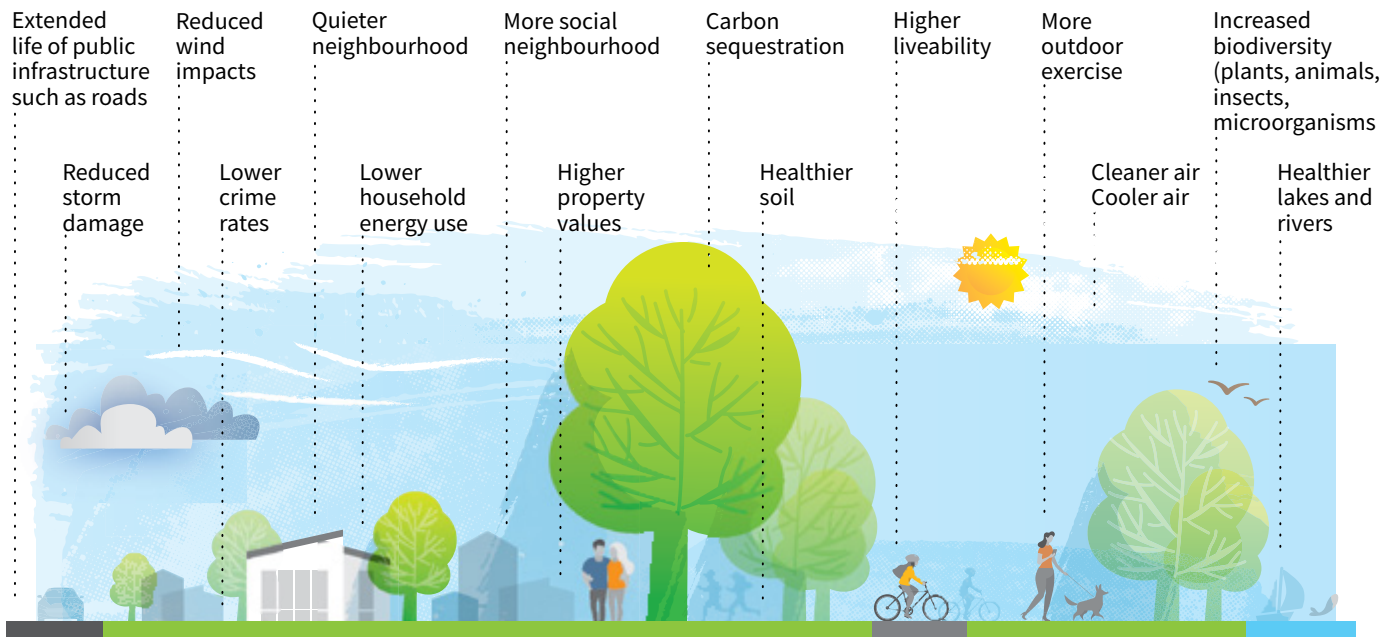 Extended
life of public
infrastructure
such as roads
Reduced
wind
impacts
Quieter
neighbourhood
More social
neighbourhood
Carbon
sequestration
Higher
liveability
More
outdoor
exercise
Increased
biodiversity
(plants, animals,
insects,
microorganisms
Reduced
storm
damage
Lower
crime
rates
Lower
household
energy use
Higher
property
values
Healthier
soil
Cleaner air
Cooler air
Healthier
lakes and
rivers